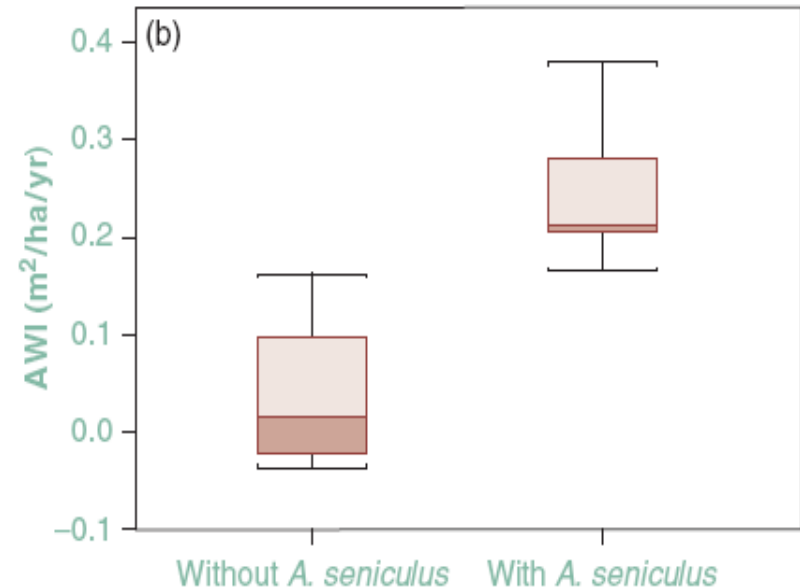 (b)
0.4
0.3
0.2
0.1
0.0
–0.1
AWI (m²/ha/yr)
Without A. seniculus
With A. seniculus